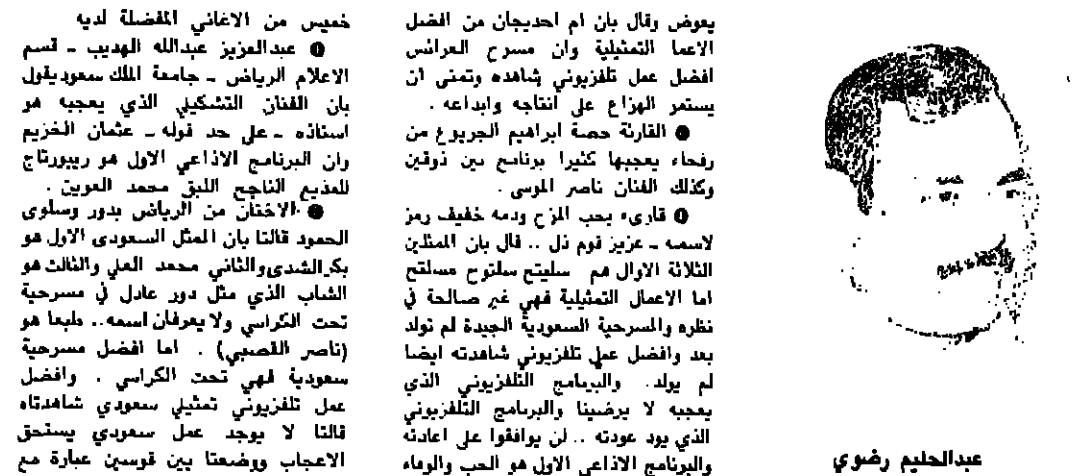 يعوض وقال بان ام احديجان من افضل
الاعما التمثيلية وان مسرح العرائس
افضل عمل تلفزيوني شاهده وتمنى ان
يستمر الهزاع على انتاجه وابداعه .
● القارئة حصة ابراهيم الجريوع من
رفحاء يعجبها كثيرا برنامج بين ذوقين
وكذلك الفنان ناصر الموسى .
● قارىء يحب المزح ودمه خفيف رمز
لاسمه ـ عزيز قوم ذل .. قال بان الممثلين
الثلاثة الاوال هم سليتح سلتوح مسلتح
اما الاعمال التمثيلية فهي غير صالحة في
نظره والمسرحية السعودية الجيدة لم تولد
بعد وافضل عمل تلفزيوني شاهدته ايضا
لم يولد . والبرنامج التلفزيوني الذي
يعجبه لا يرضينا والبرنامج التلفزيوني
الذي يود عودته .. لن يوافقوا على اعادته
والبرنامج الاذاعي الاول هو الحب والوفاء
خميس من الاغاني المفضلة لديه
● عبدالعزيز عبدالله الهديب ـ قسم
الاعلام الرياض ـ جامعة الملك سعود يقول
بان الفنان التشكيلي الذي يعجبه هو
استاذه ـ على حد قوله ـ عثمان الخزيم
وان البرنامج الاذاعي الاول هو ريبورتاج
للمذيع الناجح اللبق محمد العوين .
● الاختان من الرياض بدور وسلوى
الحمود قالتا بان الممثل السعودى الاول هو
بكر الشدى والثاني محمد العلي والثالث هو
الشاب الذي مثل دور عادل في مسرحية
تحت الكراسي ولا يعرفان اسمه .. طبعا هو
(ناصر القصبي) . اما افضل مسرحية
سعودية فهي تحت الكراسي . وافضل
عمل تلفزيوني تمثيلي سعودي شاهدتاه
قالتا لا يوجد عمل سعودي يستحق
الاعجاب ووضعتا بين قوسين عبارة مع
عبدالحليم رضوي